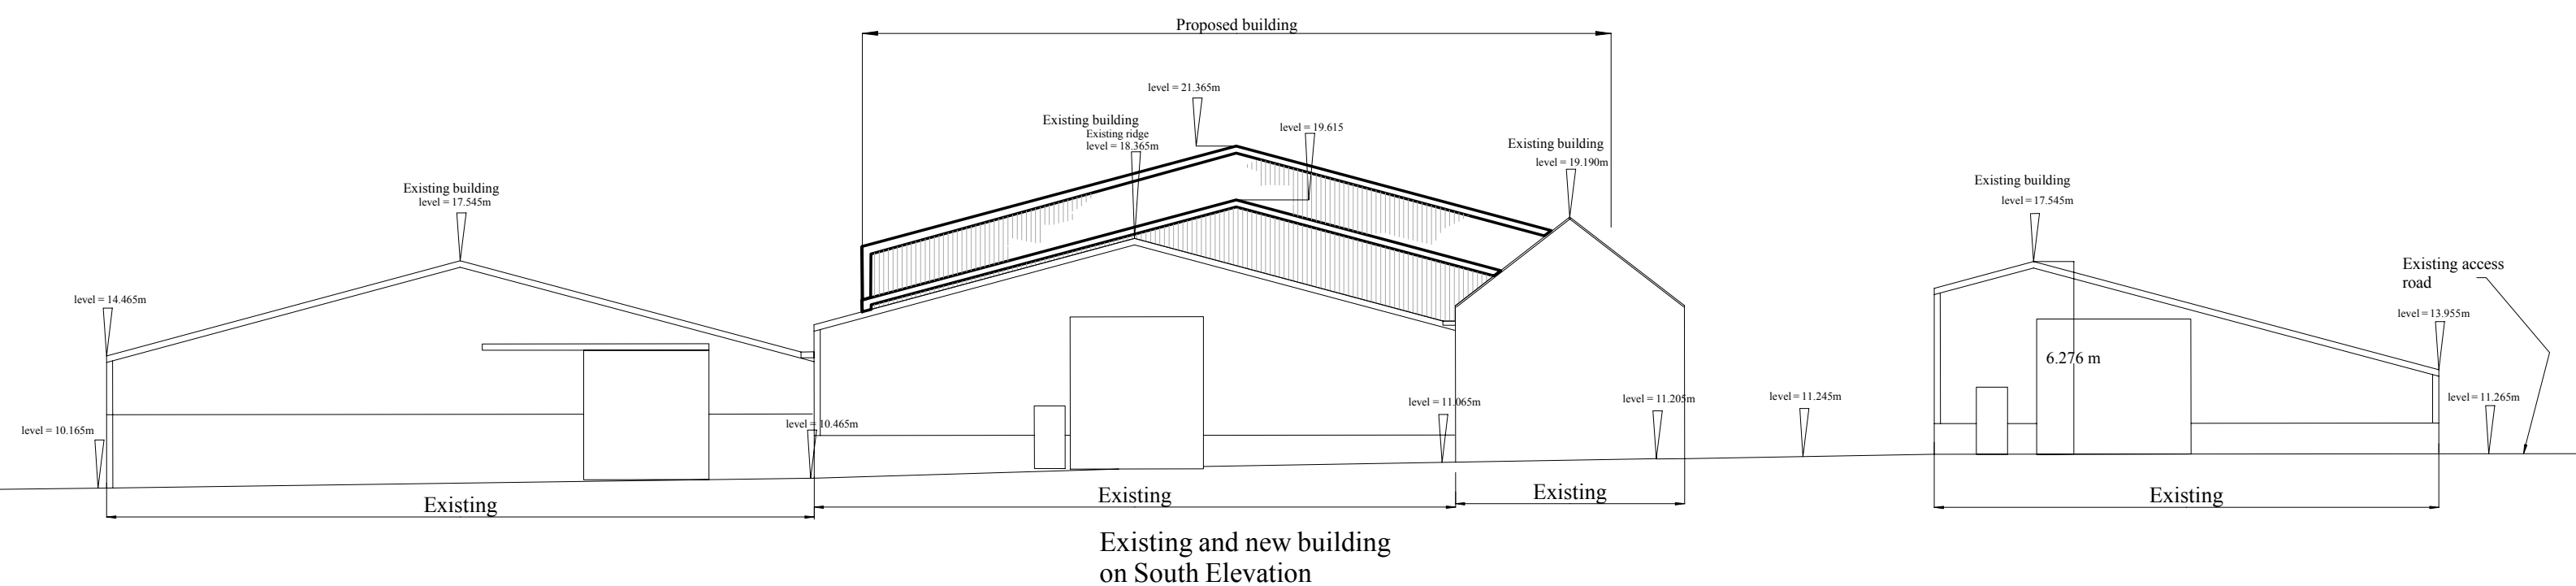 Proposed building
level = 21.365m
Existing building
Existing ridge
level = 18.365m
level = 19.615
Existing building
level = 19.190m
Existing building
level = 17.545m
Existing building
level = 17.545m
Existing access
road
level = 14.465m
level = 13.955m
6.276 m
level = 10.165m
level = 10.465m
level = 11.065m
level = 11.205m
level = 11.245m
level = 11.265m
Existing
Existing
Existing
Existing
Existing and new building
on South Elevation